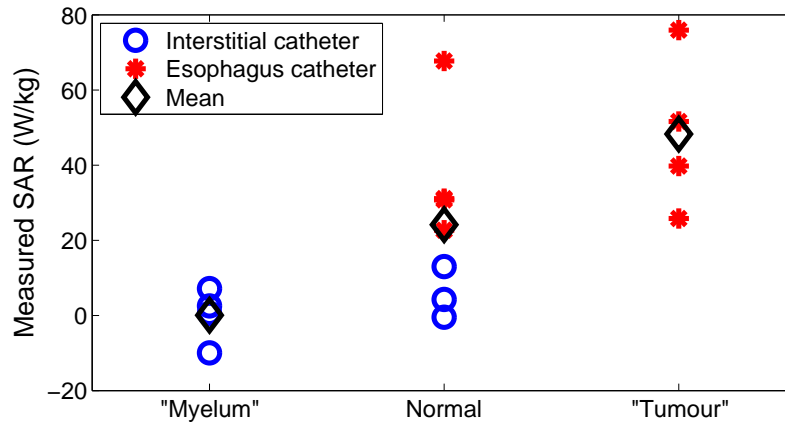 Measured SAR (W/kg)
80
60
40
20
0
−20
Interstitial catheter
Esophagus catheter
Mean
"Myelum"
Normal
"Tumour"